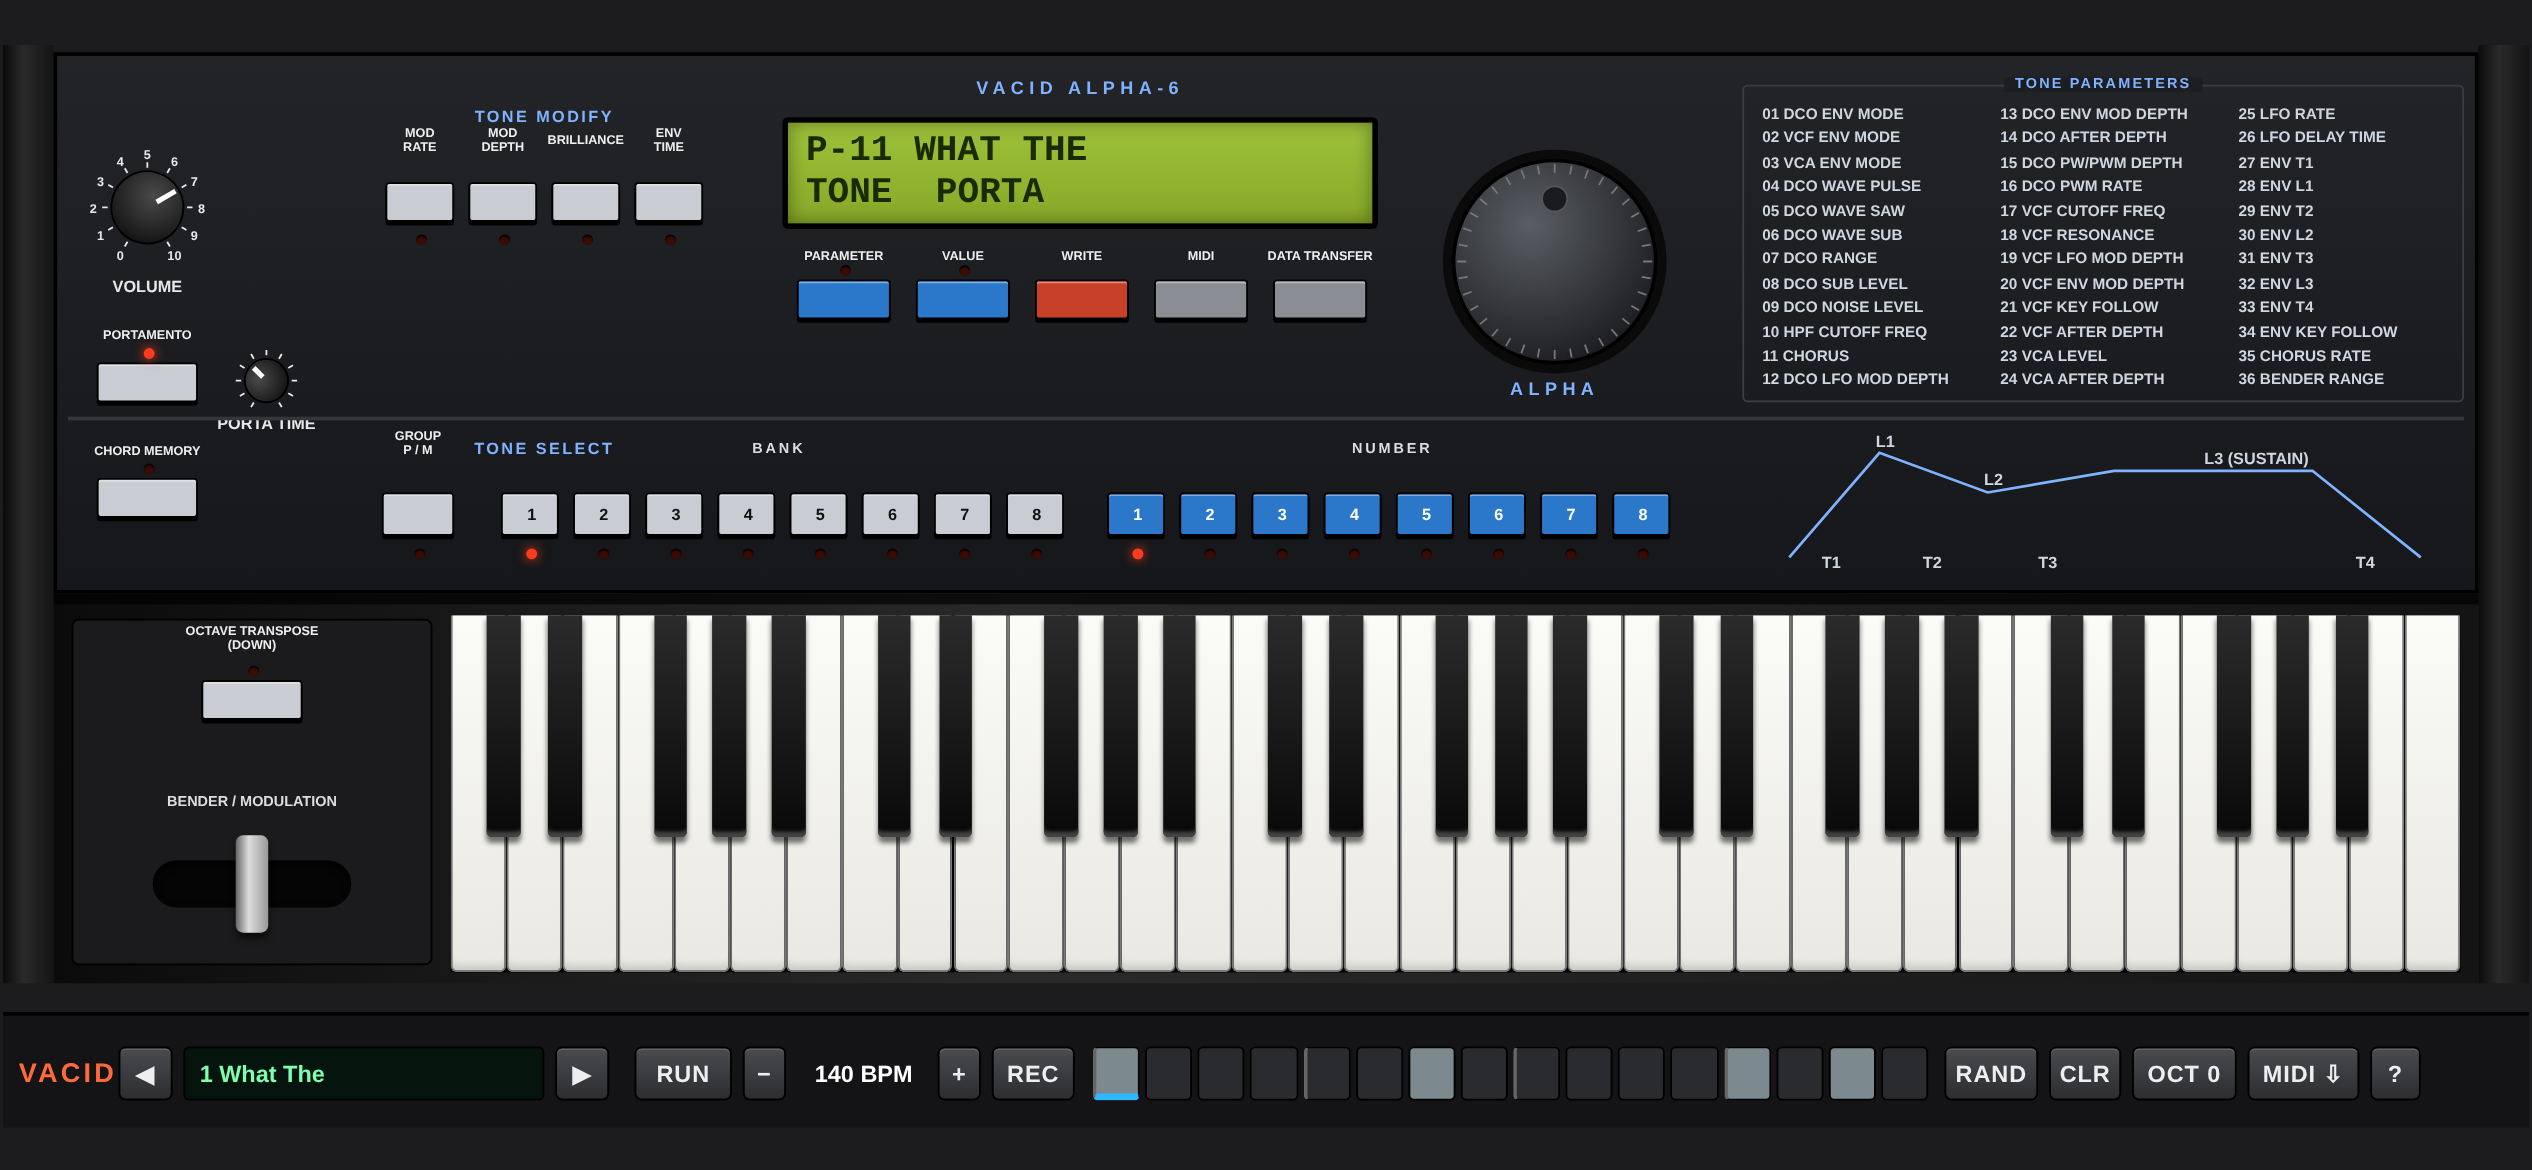 VACID ALPHA-6
TONE PARAMETERS
TONE MODIFY
MOD RATE
MOD DEPTH
BRILLIANCE
ENV TIME
P-11 WHAT THE
TONE  PORTA
0 1 2 3 4 5 6 7 8 9 10
VOLUME
PARAMETER
VALUE
WRITE
MIDI
DATA TRANSFER
PORTAMENTO
PORTA TIME
ALPHA
01 DCO ENV MODE
02 VCF ENV MODE
03 VCA ENV MODE
04 DCO WAVE PULSE
05 DCO WAVE SAW
06 DCO WAVE SUB
07 DCO RANGE
08 DCO SUB LEVEL
09 DCO NOISE LEVEL
10 HPF CUTOFF FREQ
11 CHORUS
12 DCO LFO MOD DEPTH
13 DCO ENV MOD DEPTH
14 DCO AFTER DEPTH
15 DCO PW/PWM DEPTH
16 DCO PWM RATE
17 VCF CUTOFF FREQ
18 VCF RESONANCE
19 VCF LFO MOD DEPTH
20 VCF ENV MOD DEPTH
21 VCF KEY FOLLOW
22 VCF AFTER DEPTH
23 VCA LEVEL
24 VCA AFTER DEPTH
25 LFO RATE
26 LFO DELAY TIME
27 ENV T1
28 ENV L1
29 ENV T2
30 ENV L2
31 ENV T3
32 ENV L3
33 ENV T4
34 ENV KEY FOLLOW
35 CHORUS RATE
36 BENDER RANGE
CHORD MEMORY
GROUP
P / M
TONE SELECT
BANK
NUMBER
1 2 3 4 5 6 7 8
1 2 3 4 5 6 7 8
L1
L2
L3 (SUSTAIN)
T1 T2 T3 T4
OCTAVE TRANSPOSE
(DOWN)
BENDER / MODULATION
VACID ◀ 1 What The ▶ RUN − 140 BPM + REC RAND CLR OCT 0 MIDI ⇩ ?